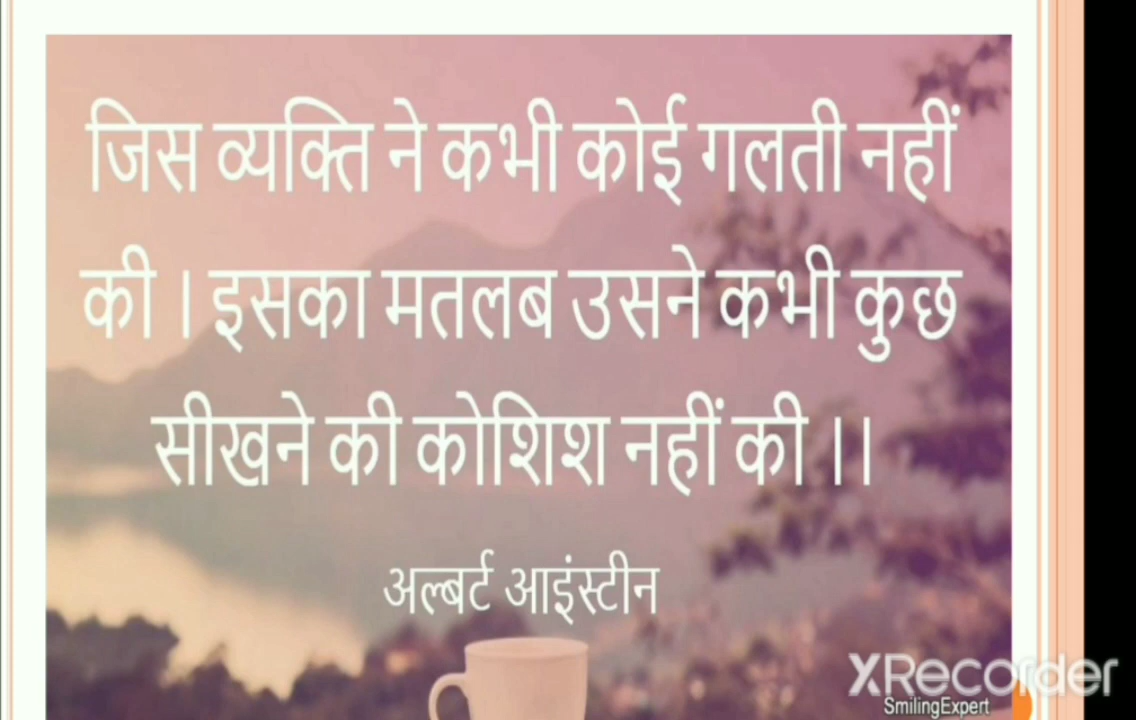 जिस व्यक्ति ने कभी कोई गलती नहीं
की । इसका मतलब उसने कभी कुछ
सीखने की कोशिश नहीं की ।।
अल्बर्ट आइंस्टीन
XRecorder
SmilingExpert